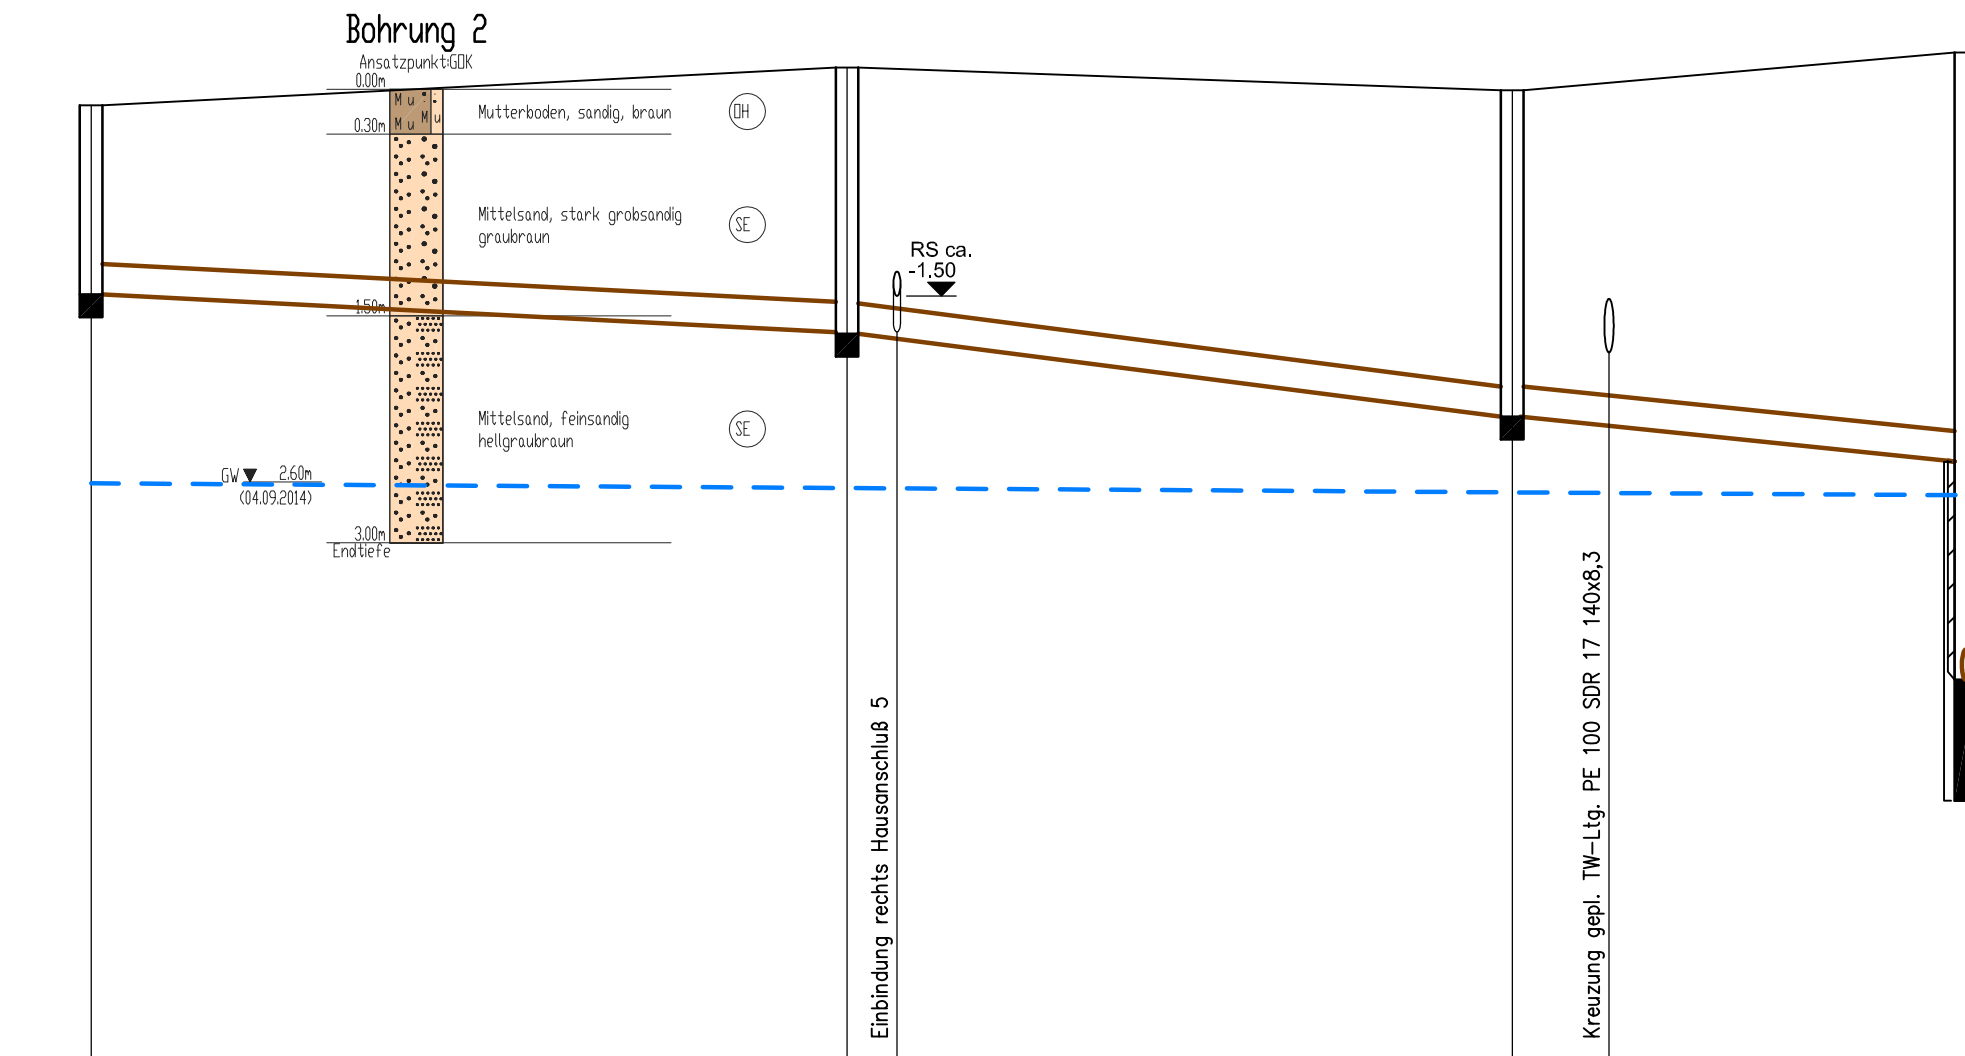 Bohrung 2
Ansatzpunkt:GOK
0.00m
Mu
Mu
Mu
Mutterboden, sandig, braun
OH
0.30m
Mittelsand, stark grobsandig
graubraun
SE
RS ca.
-1.50
1.50m
Mittelsand, feinsandig
hellgraubraun
SE
GW 2.60m
(04.09.2014)
3.00m
Endtiefe
Einbindung rechts Hausanschluß 5
Kreuzung gepl. TW-Ltg. PE 100 SDR 17 140x8,3